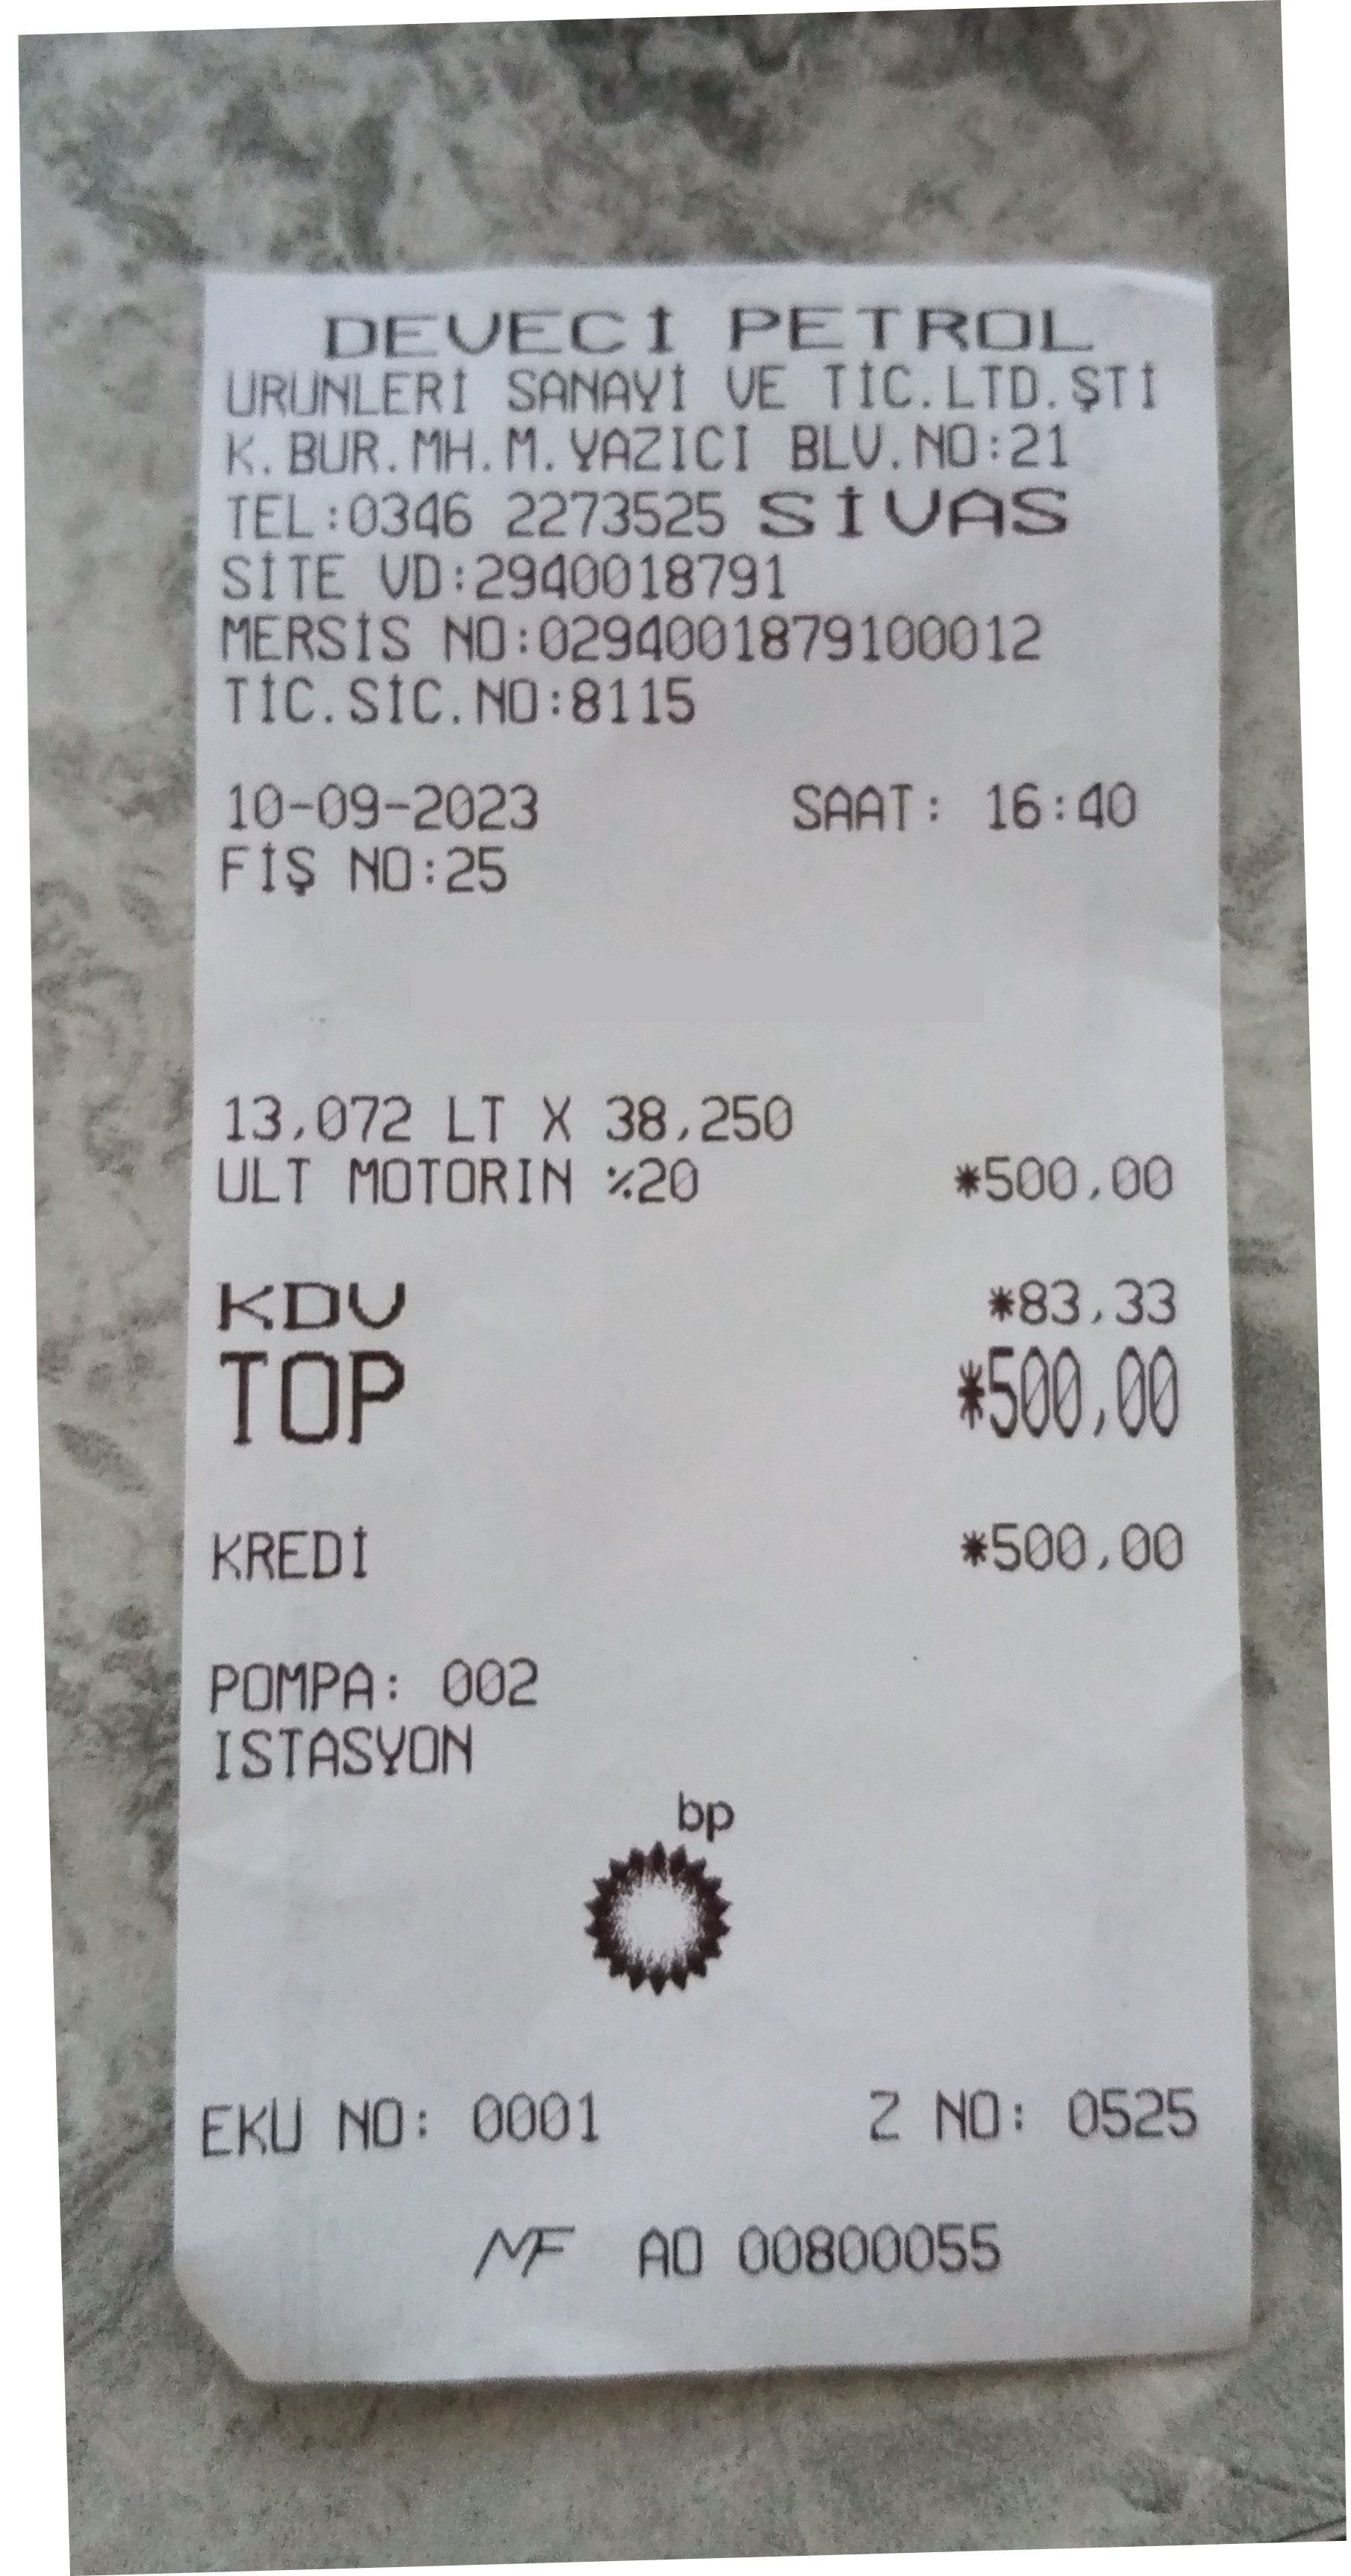 DEVECİ PETROL
URUNLERİ SANAYİ VE TİC.LTD.ŞTİ
K.BUR.MH.M.YAZICI BLV.NO:21
TEL:0346 2273525 SİVAS
SİTE VD:2940018791
MERSİS NO:0294001879100012
TİC.SİC.NO:8115
10-09-2023 SAAT: 16:40
FİŞ NO:25
13,072 LT X 38,250
ULT MOTORIN %20 *500,00
KDV *83,33
TOP *500,00
KREDİ *500,00
POMPA: 002
ISTASYON
bp
EKU NO: 0001 Z NO: 0525
MF AO 00800055